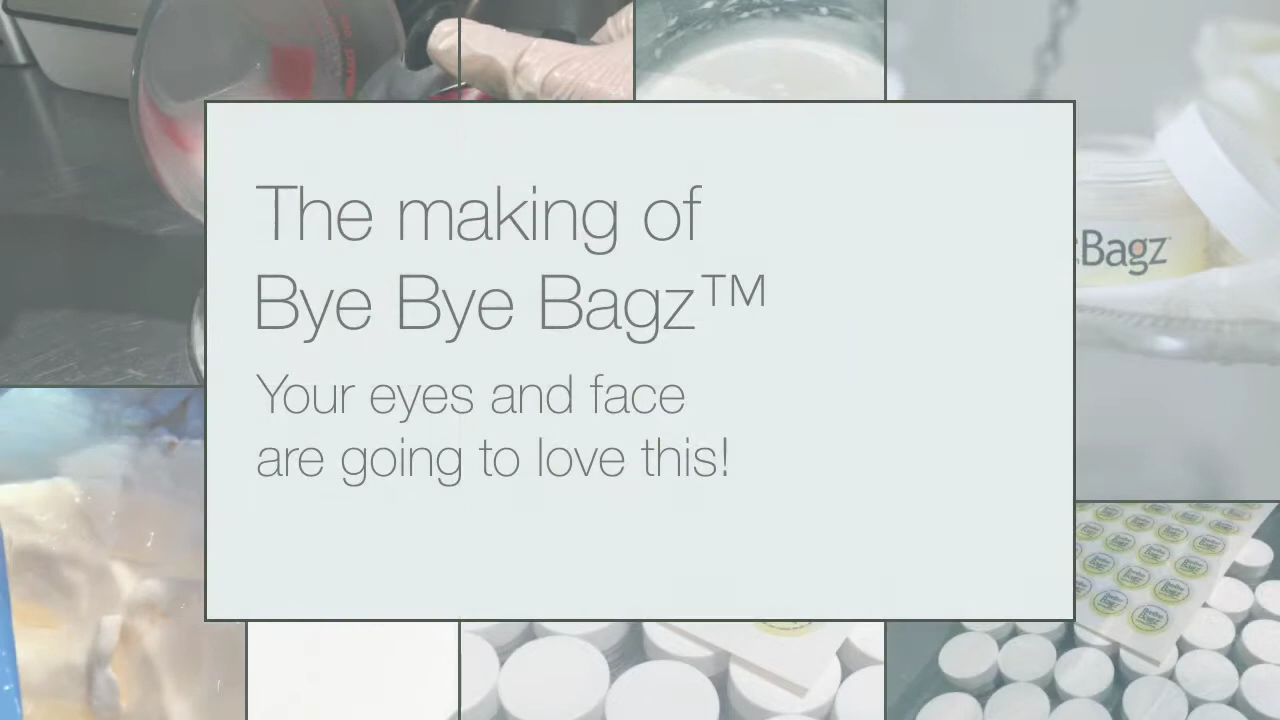 The making of
Bye Bye Bagz™
Your eyes and face
are going to love this!
Bagz